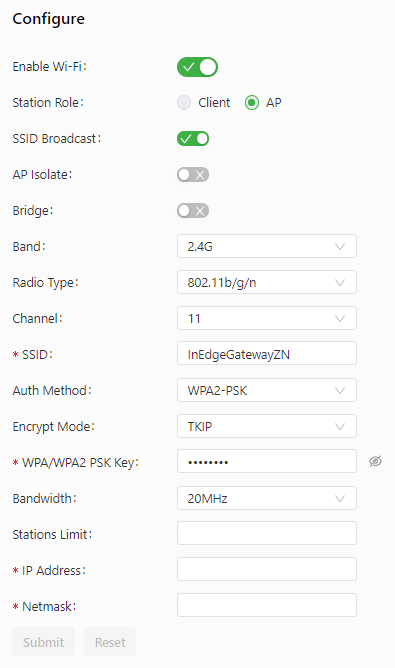 Configure
Enable Wi-Fi:
Station Role: Client AP
SSID Broadcast:
AP Isolate:
Bridge:
Band: 2.4G
Radio Type: 802.11b/g/n
Channel: 11
* SSID: InEdgeGatewayZN
Auth Method: WPA2-PSK
Encrypt Mode: TKIP
* WPA/WPA2 PSK Key: ••••••••
Bandwidth: 20MHz
Stations Limit:
* IP Address:
* Netmask:
Submit Reset